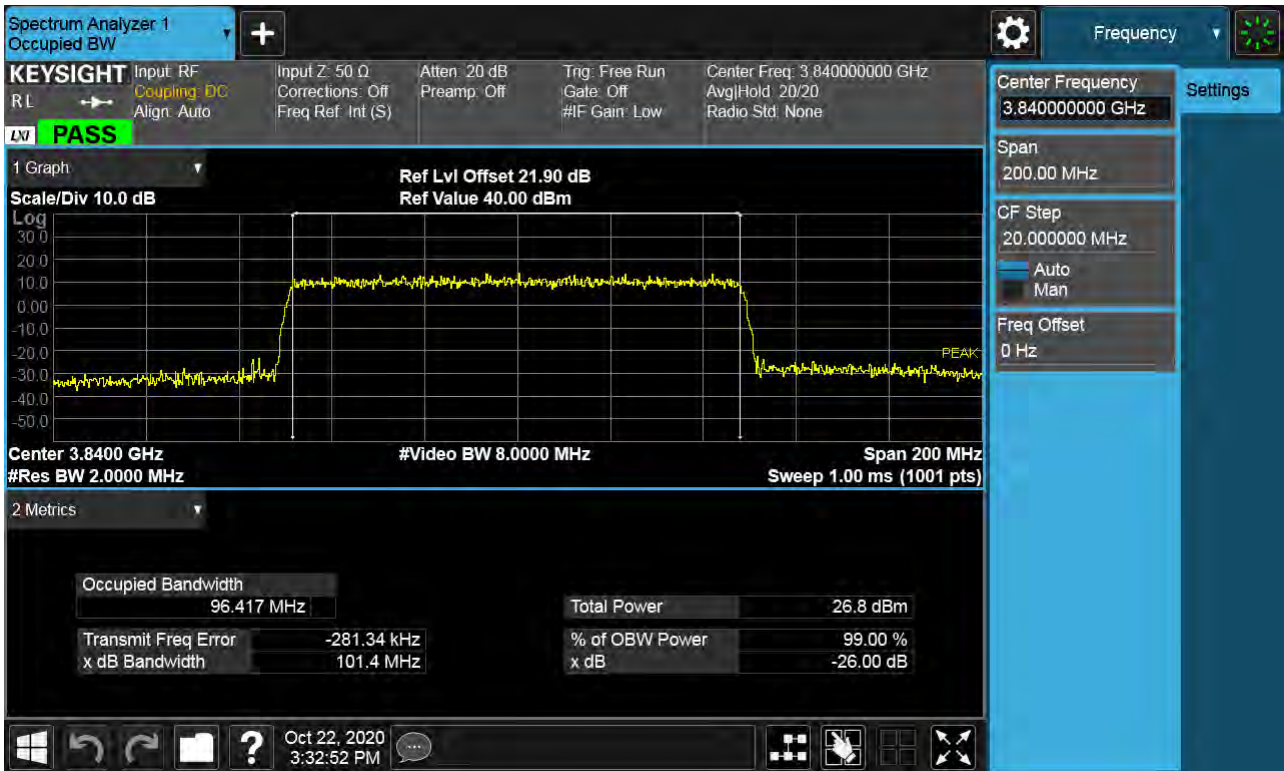 Spectrum Analyzer 1
Occupied BW
+
Frequency
KEYSIGHT
R L
LXI
PASS
Input: RF
Coupling: DC
Align: Auto
Input Z: 50 Ω
Corrections: Off
Freq Ref: Int (S)
Atten: 20 dB
Preamp: Off
Trig: Free Run
Gate: Off
#IF Gain: Low
Center Freq: 3.840000000 GHz
Avg|Hold: 20/20
Radio Std: None
Center Frequency
3.840000000 GHz
Settings
Span
200.00 MHz
CF Step
20.000000 MHz
Auto
Man
Freq Offset
0 Hz
1 Graph
Scale/Div 10.0 dB
Ref Lvl Offset 21.90 dB
Ref Value 40.00 dBm
Log
30.0
20.0
10.0
0.00
-10.0
-20.0
-30.0
-40.0
-50.0
PEAK
Center 3.8400 GHz
#Video BW 8.0000 MHz
Span 200 MHz
#Res BW 2.0000 MHz
Sweep 1.00 ms (1001 pts)
2 Metrics
Occupied Bandwidth
96.417 MHz
Total Power 26.8 dBm
Transmit Freq Error -281.34 kHz
% of OBW Power 99.00 %
x dB Bandwidth 101.4 MHz
x dB -26.00 dB
?
Oct 22, 2020
3:32:52 PM